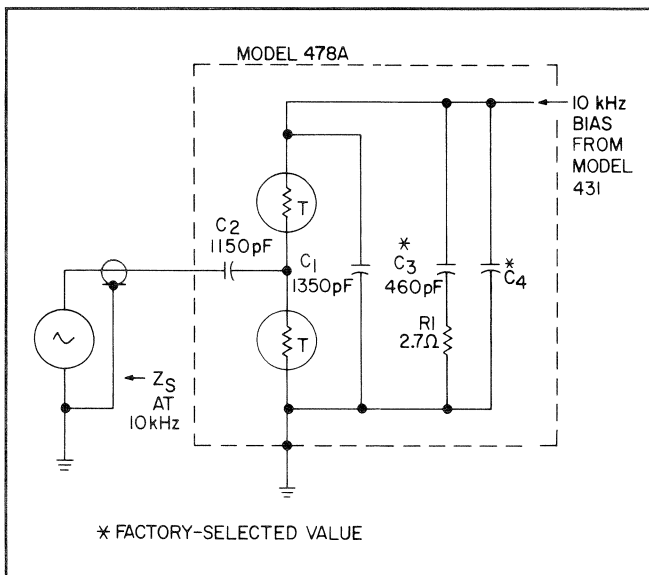 MODEL 478A
10 kHz
BIAS
FROM
MODEL
431
T
C2
1150pF
C1
1350pF
*
C3
460pF
*
C4
R1
2.7Ω
T
ZS
AT
10kHz
* FACTORY-SELECTED VALUE